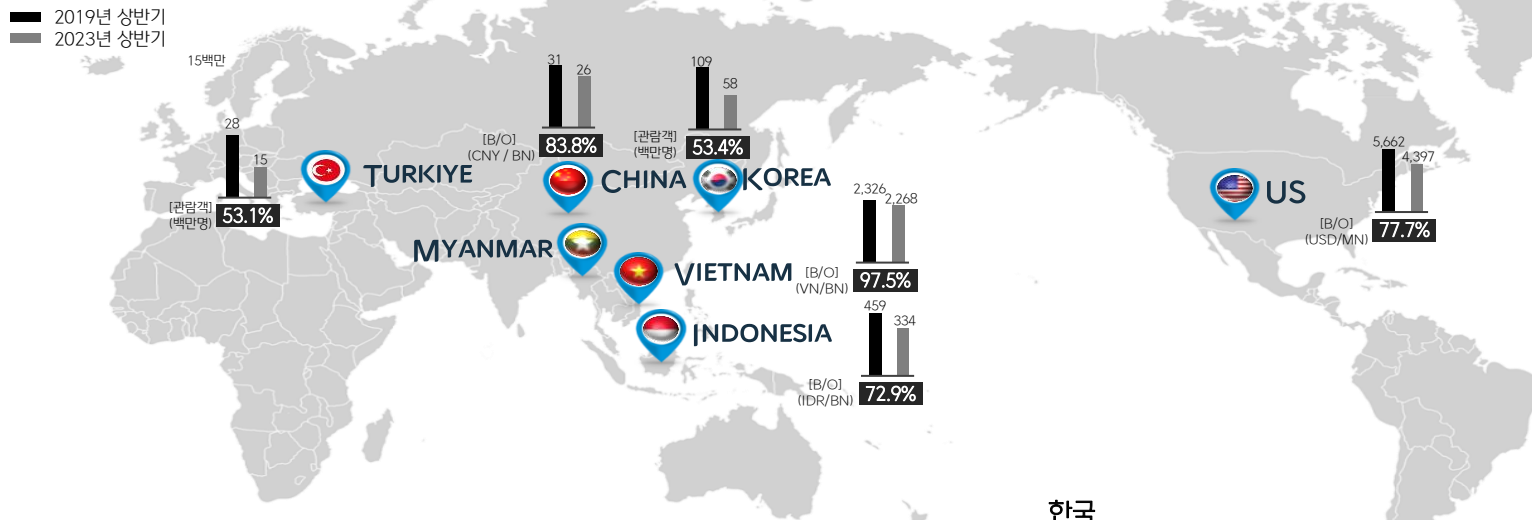 2019년 상반기
2023년 상반기
15백만
28
15
[관람객]
(백만명)
53.1%
TURKIYE
31
26
[B/O]
(CNY / BN)
83.8%
CHINA
109
58
[관람객]
(백만명)
53.4%
KOREA
MYANMAR
VIETNAM
2,326
2,268
[B/O]
(VN/BN)
97.5%
INDONESIA
459
334
[B/O]
(IDR/BN)
72.9%
US
5,662
4,397
[B/O]
(USD/MN)
77.7%
한국